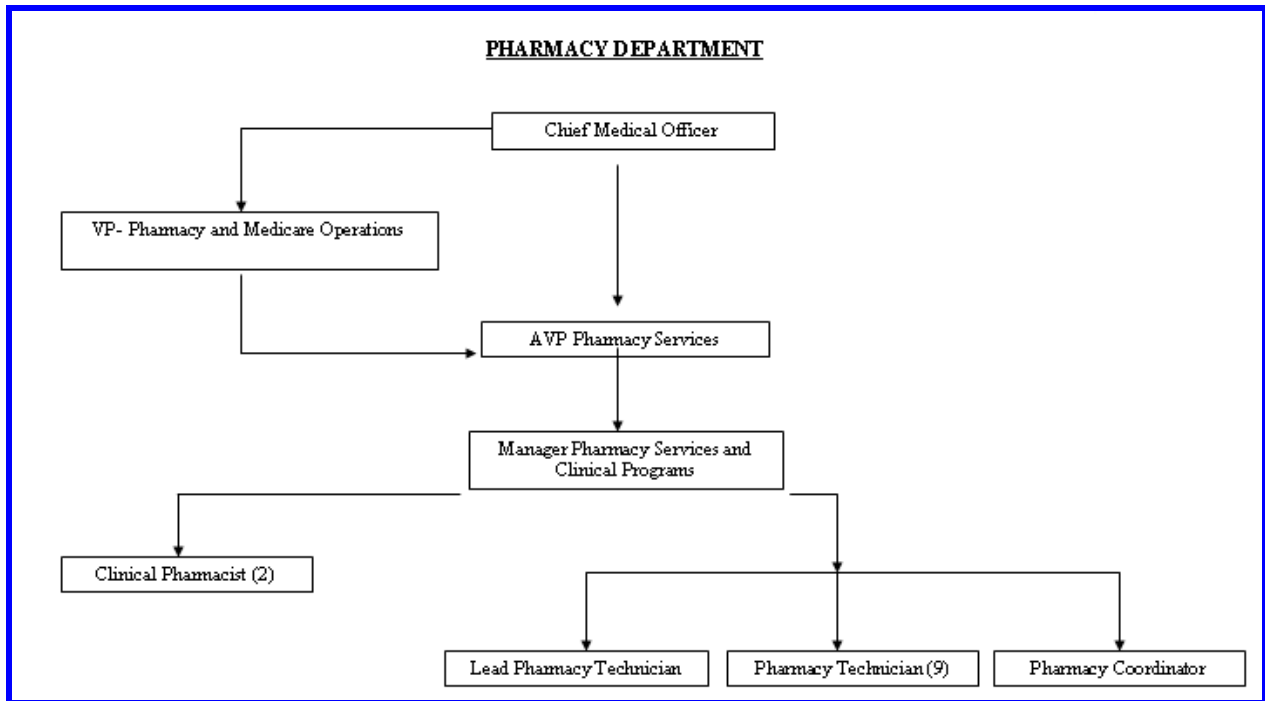 PHARMACY DEPARTMENT
Chief Medical Officer
VP- Pharmacy and Medicare Operations
AVP Pharmacy Services
Manager Pharmacy Services and
Clinical Programs
Clinical Pharmacist (2)
Lead Pharmacy Technician
Pharmacy Technician (9)
Pharmacy Coordinator